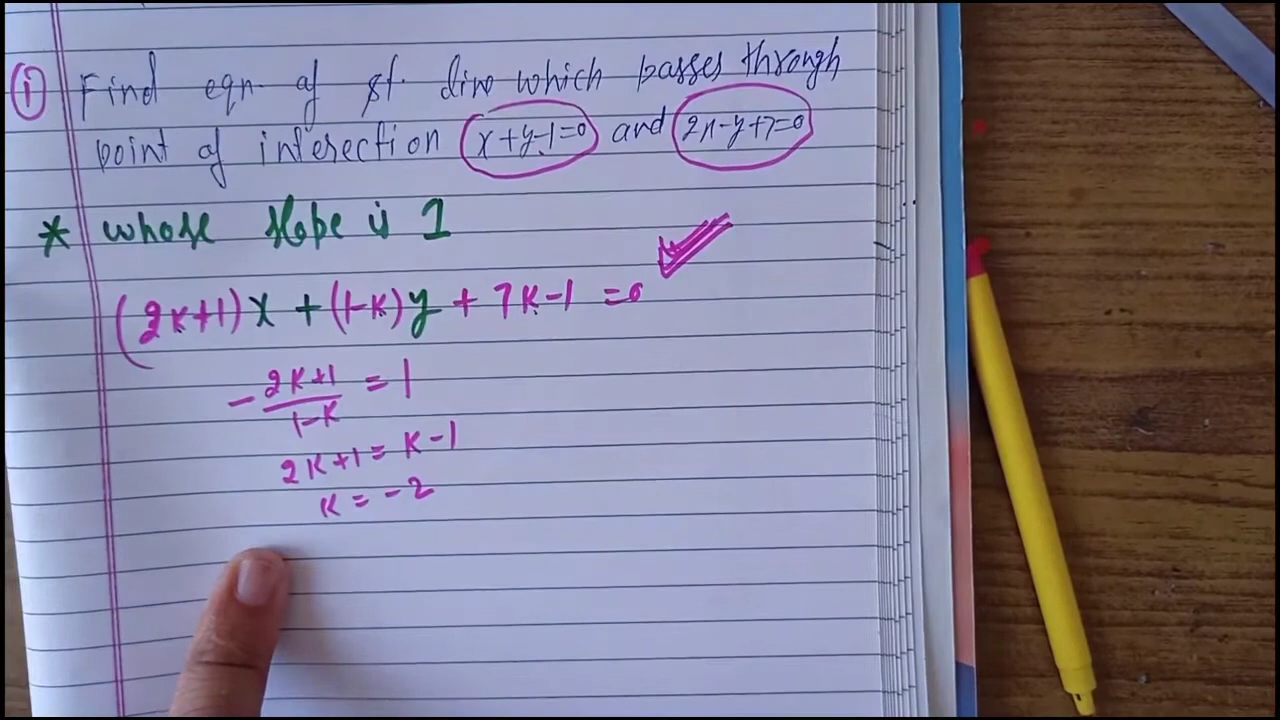 (i) Find eqn. of st. line which passes through
point of intersection x+y-1=0 and 2x-y+7=0
* whose slope is 1
(2K+1)x + (1-K)y + 7K-1 = 0
- 2K+1 / 1-K = 1
2K+1 = K-1
K = -2